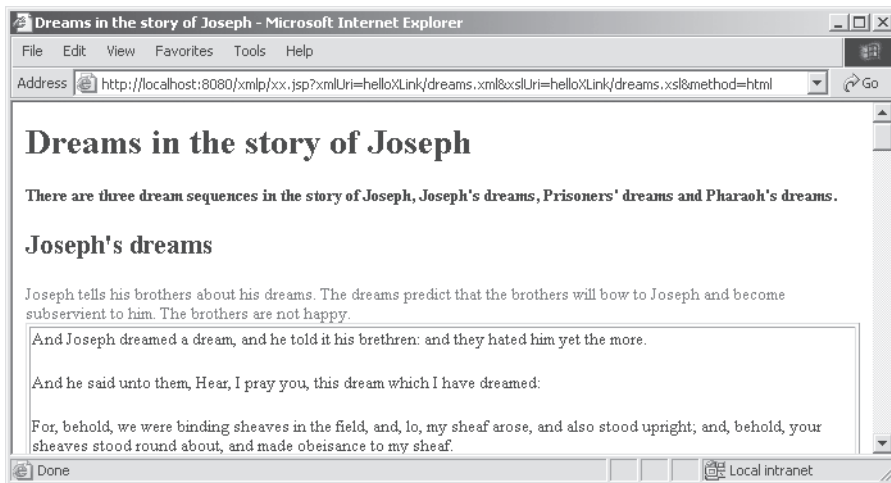 Dreams in the story of Joseph - Microsoft Internet Explorer
File Edit View Favorites Tools Help
Address http://localhost:8080/xmlp/xx.jsp?xmlUri=helloXLink/dreams.xml&xslUri=helloXLink/dreams.xsl&method=html Go
Dreams in the story of Joseph
There are three dream sequences in the story of Joseph, Joseph's dreams, Prisoners' dreams and Pharaoh's dreams.
Joseph's dreams
Joseph tells his brothers about his dreams. The dreams predict that the brothers will bow to Joseph and become
subservient to him. The brothers are not happy.
And Joseph dreamed a dream, and he told it his brethren: and they hated him yet the more.
And he said unto them, Hear, I pray you, this dream which I have dreamed:
For, behold, we were binding sheaves in the field, and, lo, my sheaf arose, and also stood upright; and, behold, your
sheaves stood round about, and made obeisance to my sheaf.
Done Local intranet